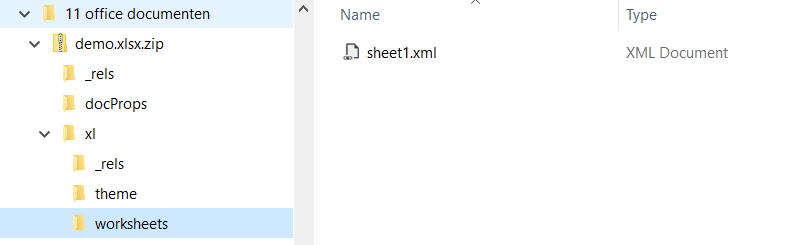 11 office documenten
demo.xlsx.zip
_rels
docProps
xl
_rels
theme
worksheets
Name Type
sheet1.xml XML Document